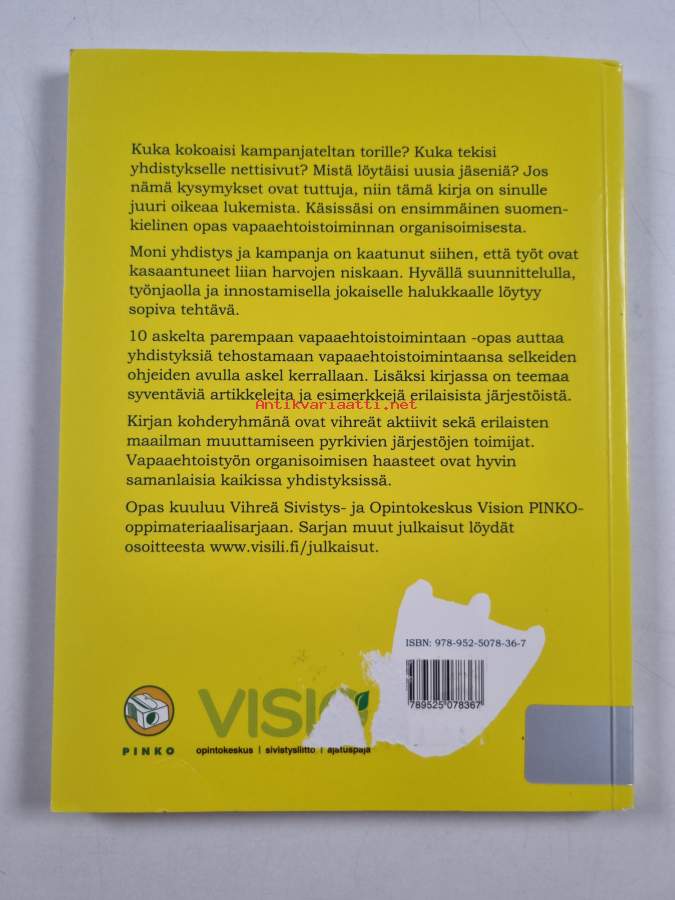 Kuka kokoaisi kampanjateltan torille? Kuka tekisi
yhdistykselle nettisivut? Mistä löytäisi uusia jäseniä? Jos
nämä kysymykset ovat tuttuja, niin tämä kirja on sinulle
juuri oikeaa lukemista. Käsissäsi on ensimmäinen suomen-
kielinen opas vapaaehtoistoiminnan organisoimisesta.
Moni yhdistys ja kampanja on kaatunut siihen, että työt ovat
kasaantuneet liian harvojen niskaan. Hyvällä suunnittelulla,
työnjaolla ja innostamisella jokaiselle halukkaalle löytyy
sopiva tehtävä.
10 askelta parempaan vapaaehtoistoimintaan -opas auttaa
yhdistyksiä tehostamaan vapaaehtoistoimintaansa selkeiden
ohjeiden avulla askel kerrallaan. Lisäksi kirjassa on teemaa
syventäviä artikkeleita ja esimerkkejä erilaisista järjestöistä.
Antikvariaatti.net
Kirjan kohderyhmänä ovat vihreät aktiivit sekä erilaisten
maailman muuttamiseen pyrkivien järjestöjen toimijat.
Vapaaehtoistyön organisoimisen haasteet ovat hyvin
samanlaisia kaikissa yhdistyksissä.
Opas kuuluu Vihreä Sivistys- ja Opintokeskus Vision PINKO-
oppimateriaalisarjaan. Sarjan muut julkaisut löydät
osoitteesta www.visili.fi/julkaisut.
ISBN: 978-952-5078-36-7
789525078367
VISIO
PINKO
opintokeskus | sivistysliitto | ajatuspaja